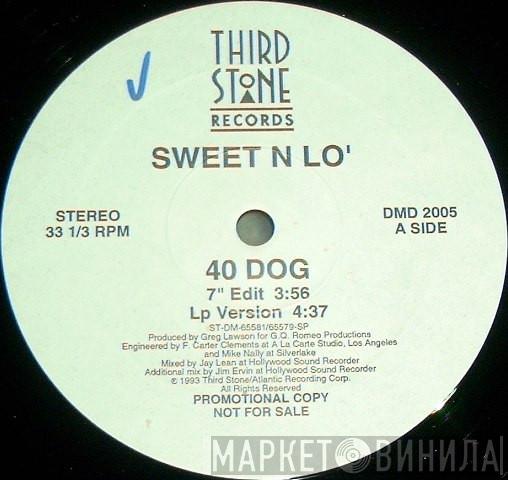 THIRD
STONE
RECORDS
SWEET N LO'
STEREO
33 1/3 RPM
DMD 2005
A SIDE
40 DOG
7" Edit 3:56
Lp Version 4:37
ST-DM-65581/65579-SP
Produced by Greg Lawson for G.Q. Romeo Productions
Engineered by F. Carter Clements at A La Carte Studio, Los Angeles
and Mike Nally at Silverlake
Mixed by Jay Lean at Hollywood Sound Recorder
Additional mix by Jim Ervin at Hollywood Sound Recorder
© 1993 Third Stone/Atlantic Recording Corp.
All Rights Reserved
PROMOTIONAL COPY
NOT FOR SALE
МАРКЕТ ВИНИЛА